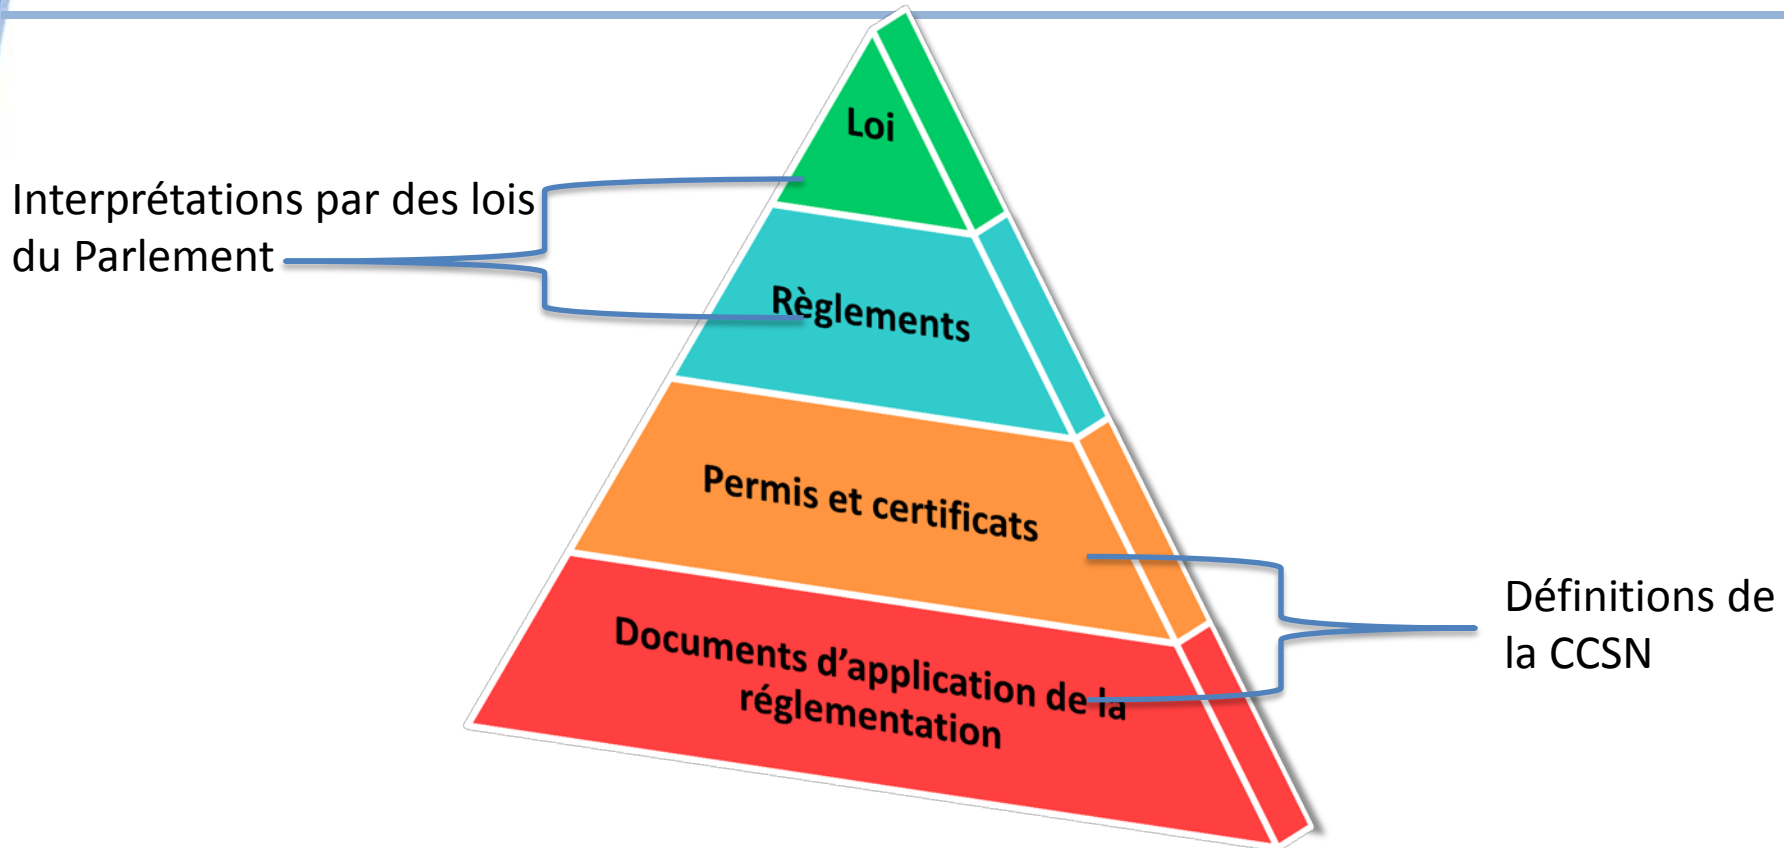 Loi
Interprétations par des lois
du Parlement
Règlements
Permis et certificats
Définitions de
la CCSN
Documents d’application de la
réglementation